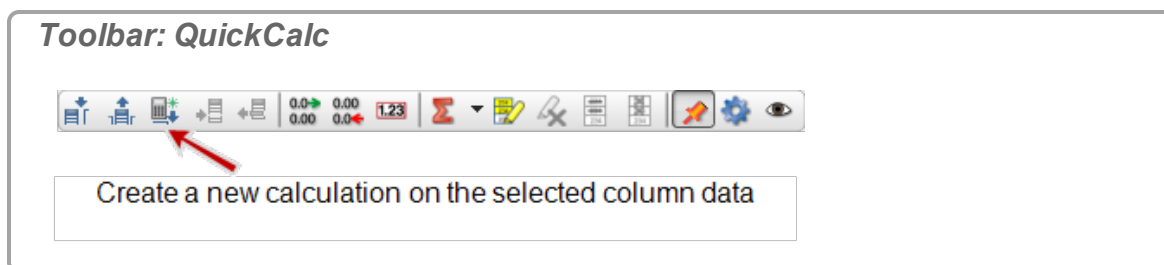 Toolbar: QuickCalc
0.0 0.00 1.23
0.00 0.0
Create a new calculation on the selected column data